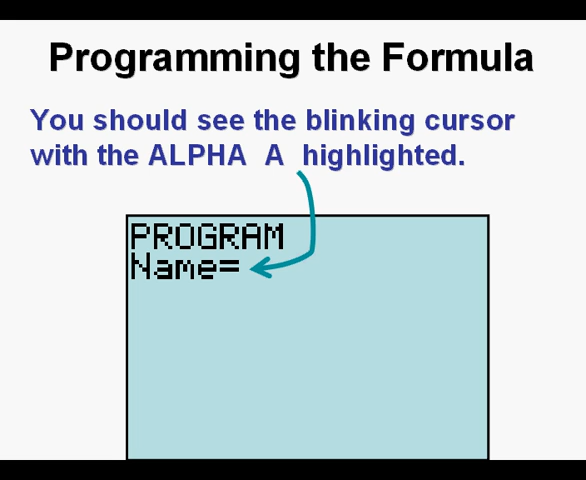 Programming the Formula
You should see the blinking cursor
with the ALPHA A highlighted.
PROGRAM
Name=